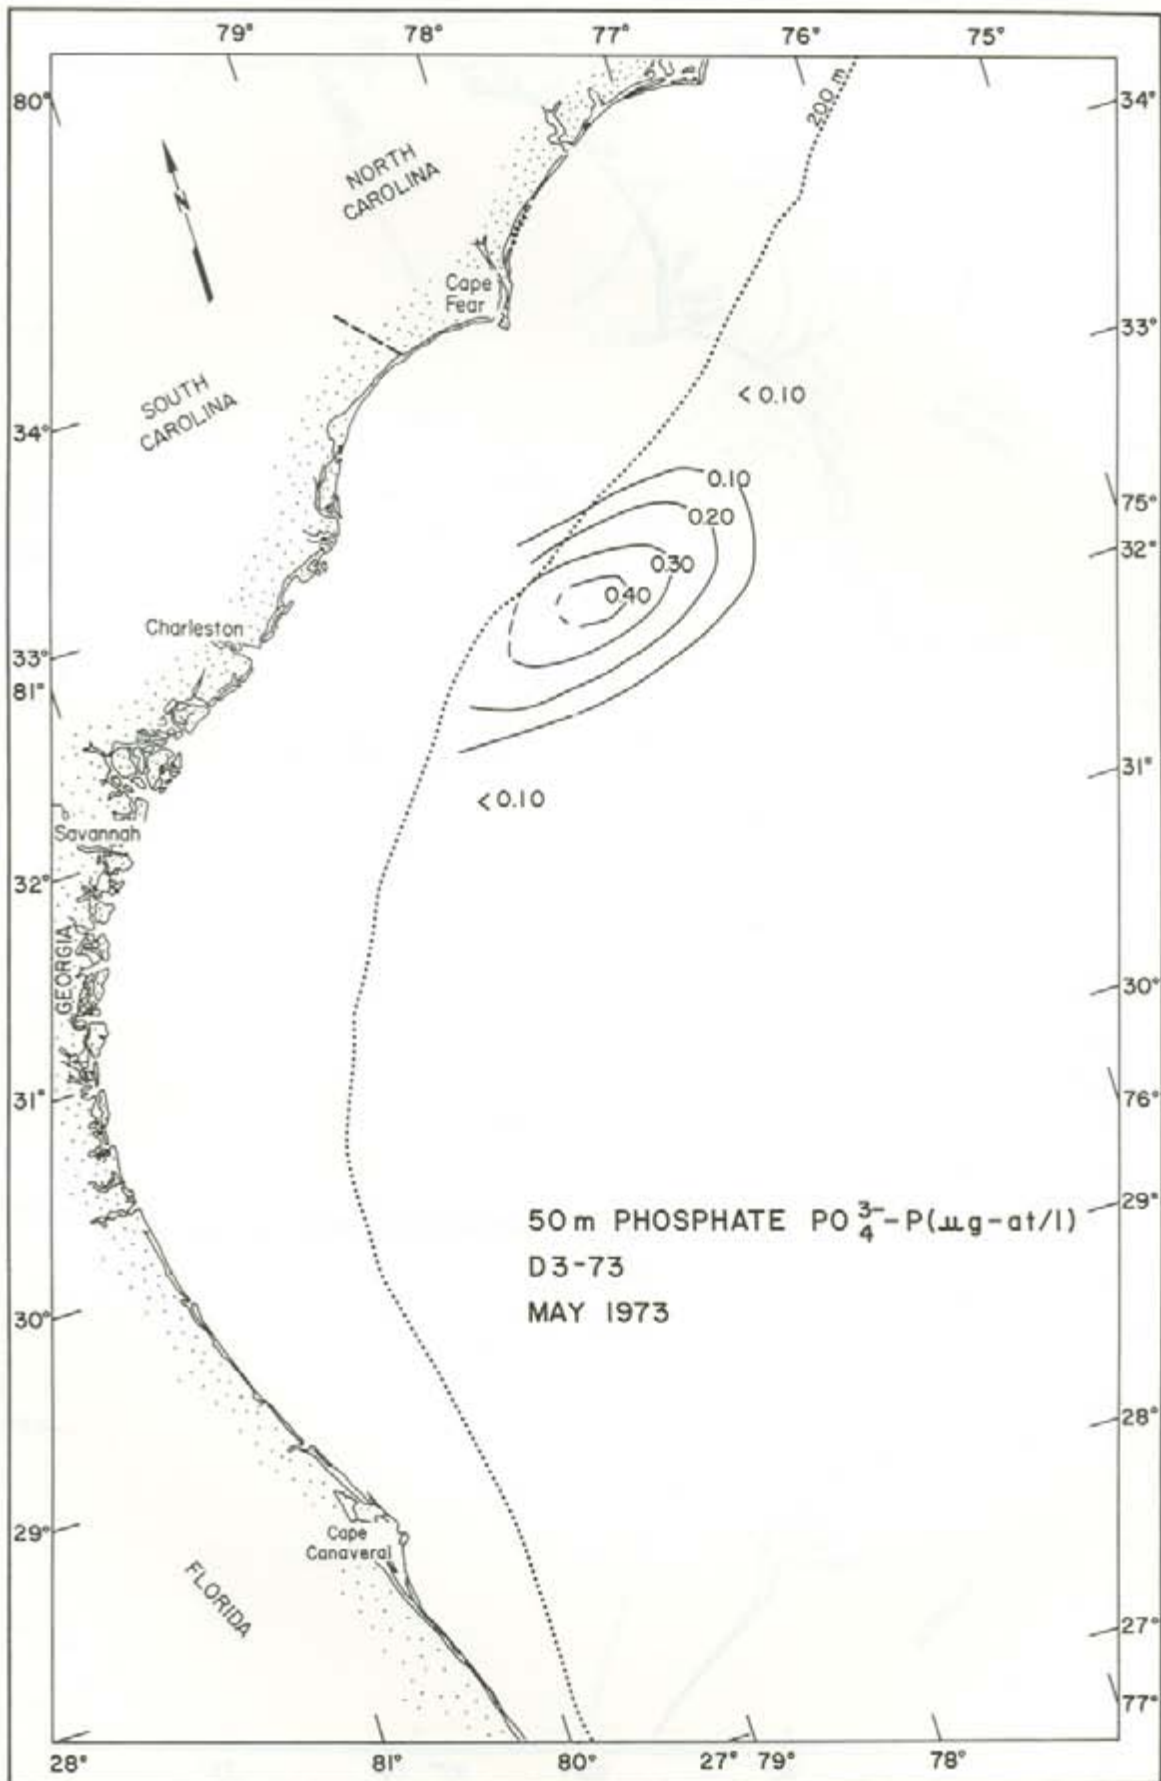 79° 78° 77° 76° 75°
80°
34°
200 m
N
NORTH
CAROLINA
Cape
Fear
33°
SOUTH
CAROLINA
< 0.10
34°
0.10
75°
0.20
32°
0.30
0.40
Charleston
33°
81°
31°
< 0.10
Savannah
32°
GEORGIA
30°
31°
76°
29°
50 m PHOSPHATE PO₄³⁻-P(µg-at/l)
D3-73
MAY 1973
30°
28°
29°
Cape
Canaveral
FLORIDA
27°
77°
28° 81° 80° 27° 79° 78°